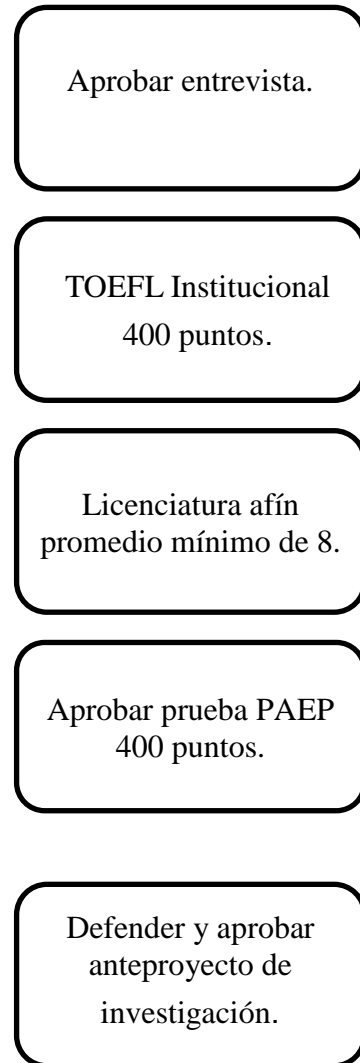 Aprobar entrevista.
TOEFL Institucional
400 puntos.
Licenciatura afín
promedio mínimo de 8.
Aprobar prueba PAEP
400 puntos.
Defender y aprobar
anteproyecto de
investigación.